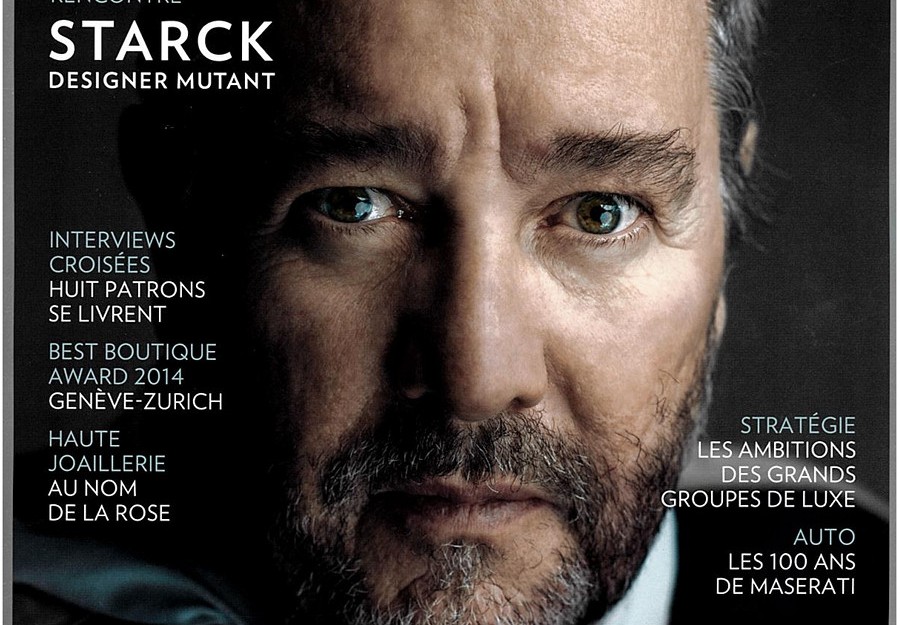 RENCONTRE
STARCK
DESIGNER MUTANT
INTERVIEWS
CROISÉES
HUIT PATRONS
SE LIVRENT
BEST BOUTIQUE
AWARD 2014
GENÈVE-ZURICH
HAUTE
JOAILLERIE
AU NOM
DE LA ROSE
STRATÉGIE
LES AMBITIONS
DES GRANDS
GROUPES DE LUXE
AUTO
LES 100 ANS
DE MASERATI